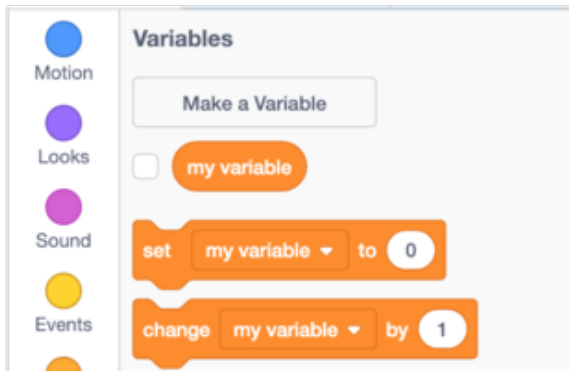 Motion
Looks
Sound
Events
Variables
Make a Variable
my variable
set my variable to 0
change my variable by 1